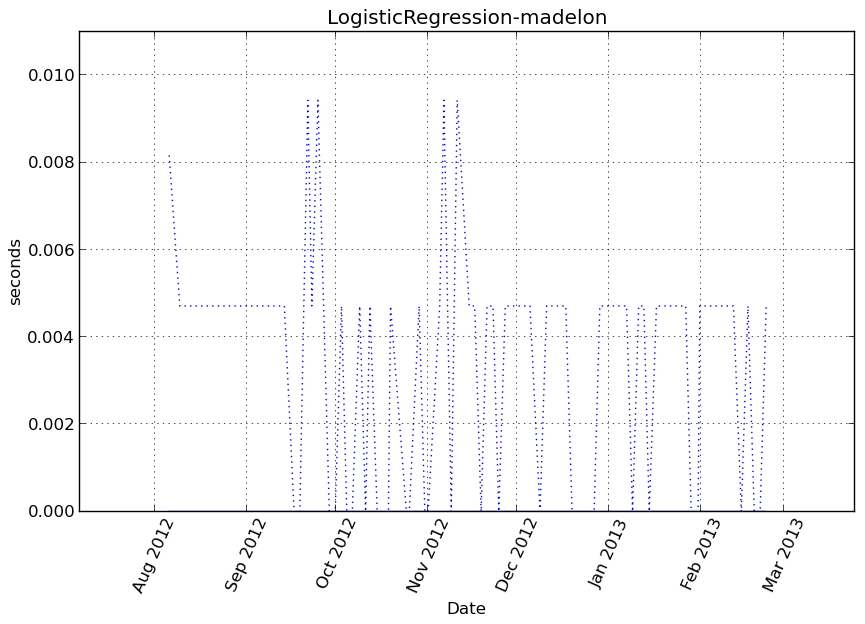 LogisticRegression-madelon
0.010
0.008
0.006
0.004
0.002
0.000
seconds
Aug 2012
Sep 2012
Oct 2012
Nov 2012
Dec 2012
Jan 2013
Feb 2013
Mar 2013
Date